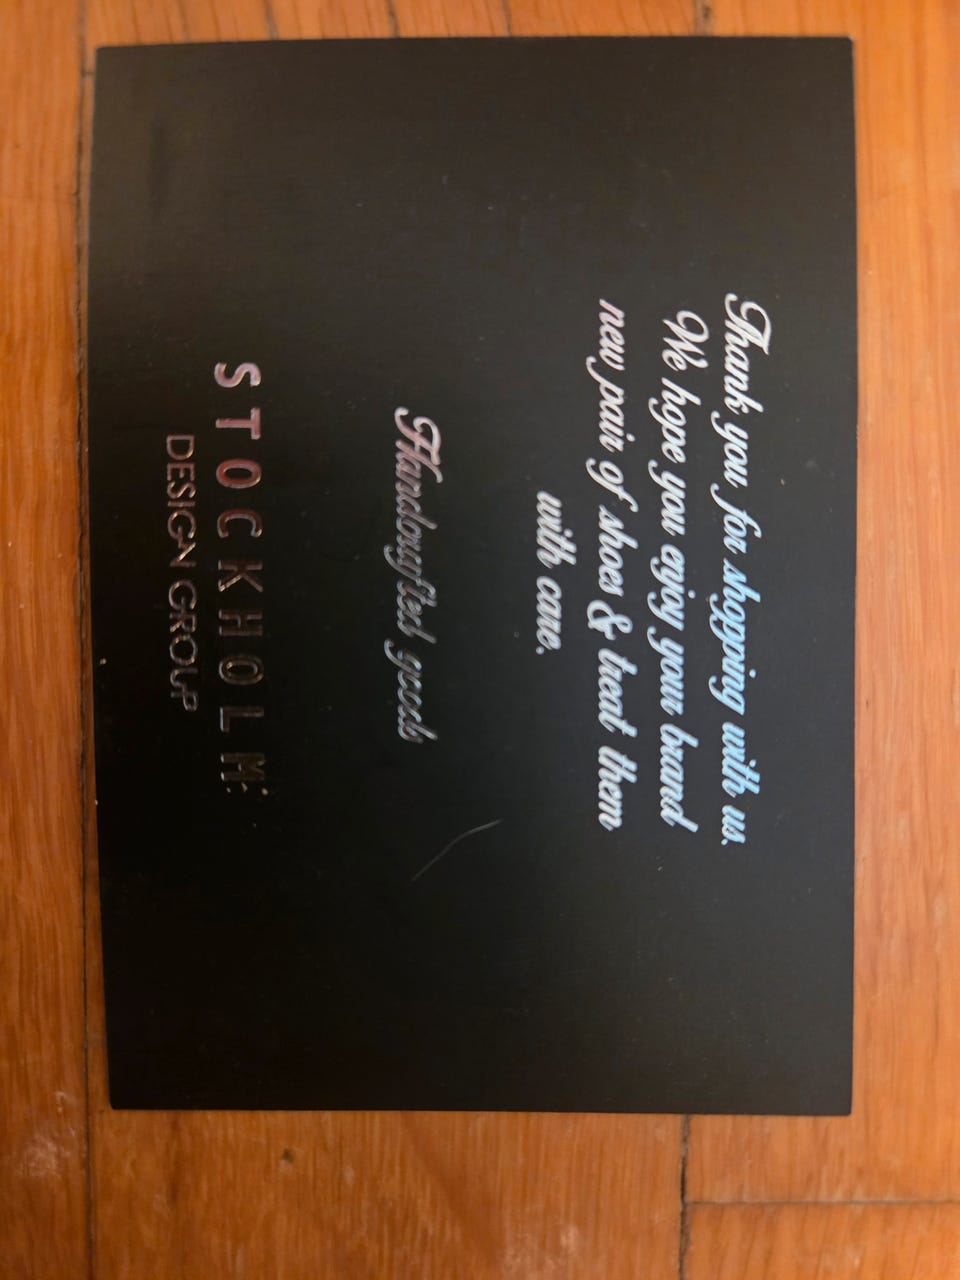 Thank you for shopping with us.
We hope you enjoy your brand
new pair of shoes & treat them
with care.
Handcrafted goods
STOCKHOLM:
DESIGN GROUP